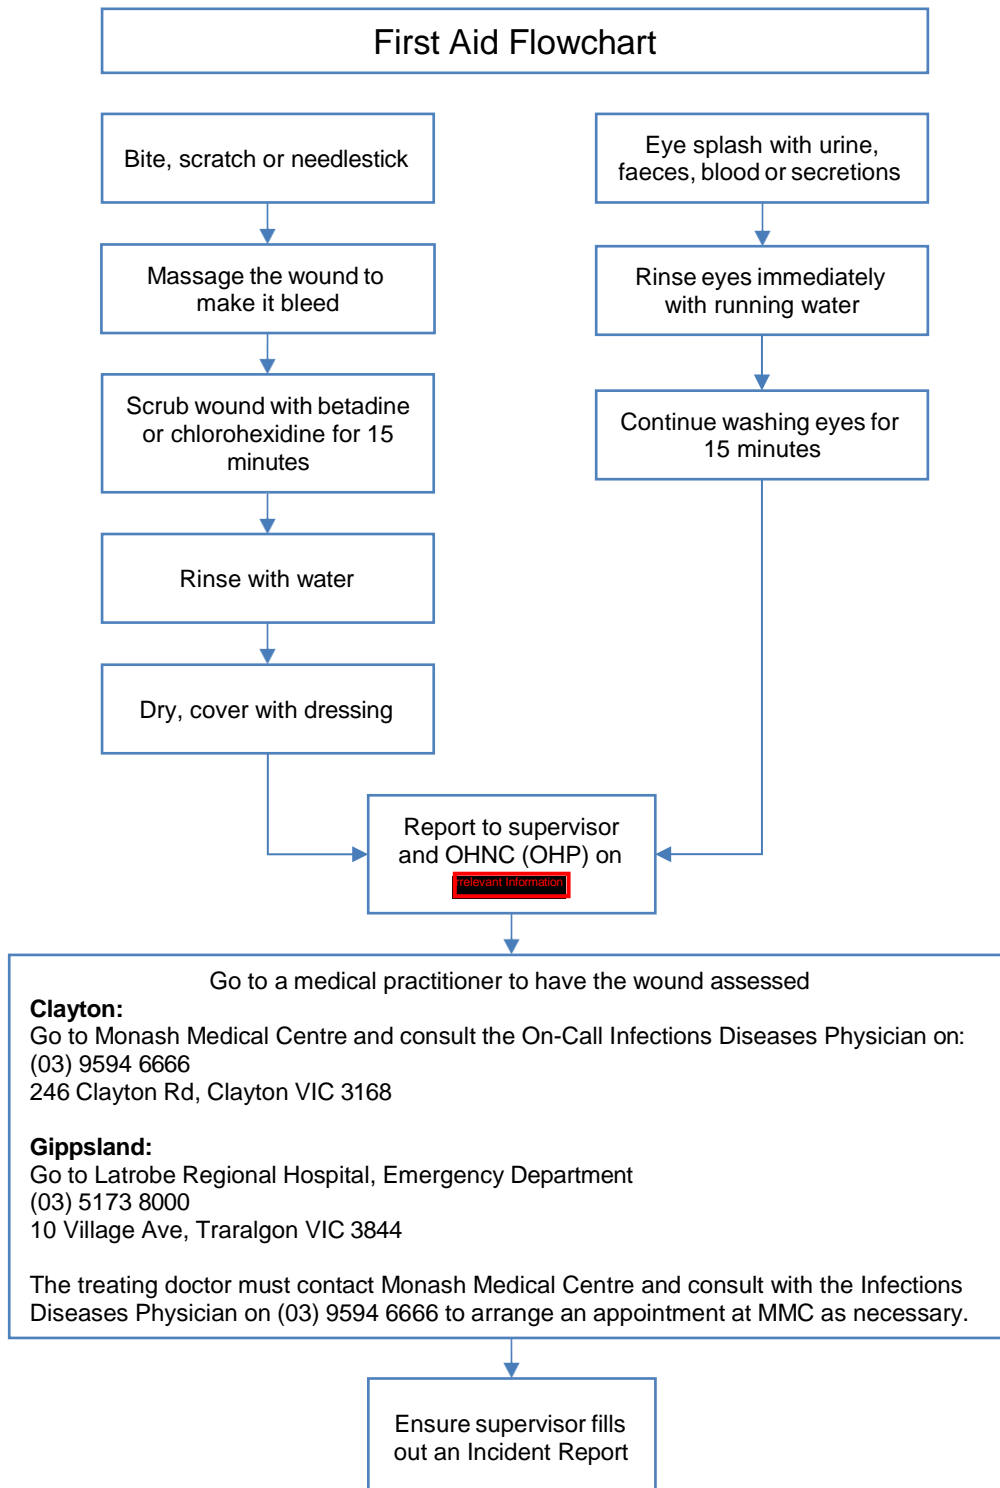 First Aid Flowchart
Bite, scratch or needlestick
Massage the wound to
make it bleed
Scrub wound with betadine
or chlorohexidine for 15
minutes
Rinse with water
Dry, cover with dressing
Eye splash with urine,
faeces, blood or secretions
Rinse eyes immediately
with running water
Continue washing eyes for
15 minutes
Report to supervisor
and OHNC (OHP) on
rrelevant Information
Go to a medical practitioner to have the wound assessed
Clayton:
Go to Monash Medical Centre and consult the On-Call Infections Diseases Physician on:
(03) 9594 6666
246 Clayton Rd, Clayton VIC 3168
Gippsland:
Go to Latrobe Regional Hospital, Emergency Department
(03) 5173 8000
10 Village Ave, Traralgon VIC 3844
The treating doctor must contact Monash Medical Centre and consult with the Infections
Diseases Physician on (03) 9594 6666 to arrange an appointment at MMC as necessary.
Ensure supervisor fills
out an Incident Report